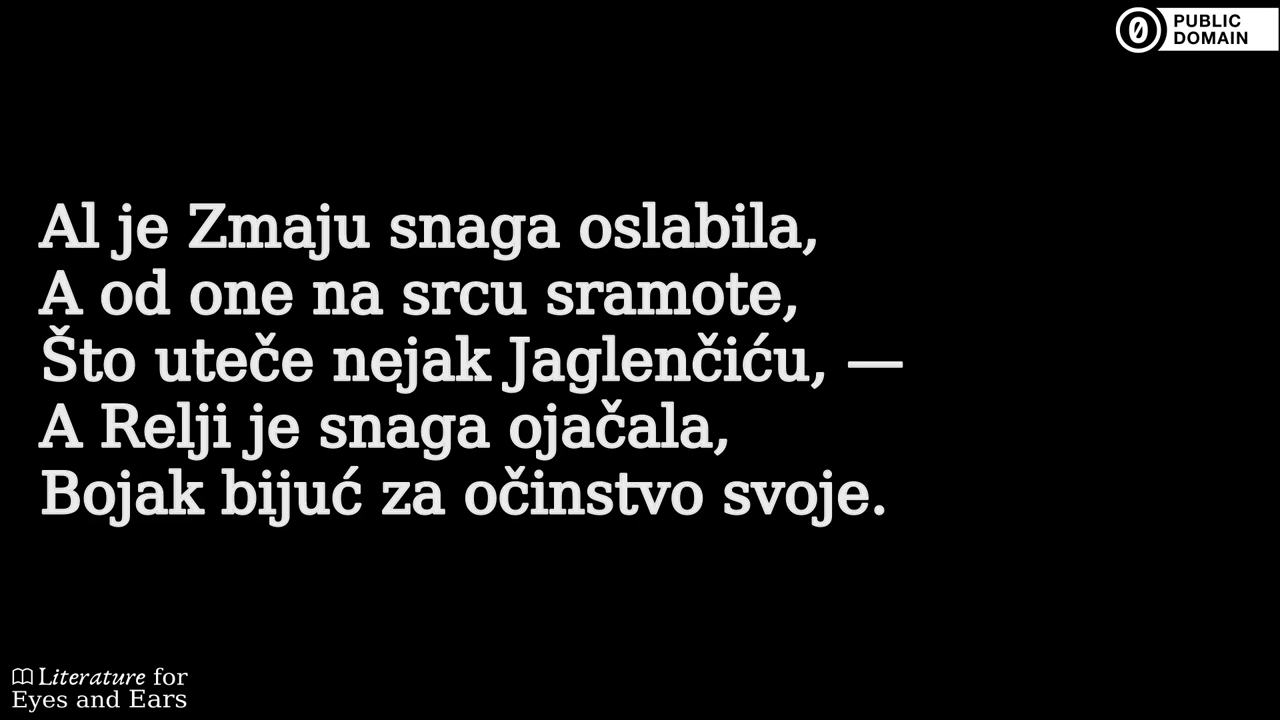 PUBLIC
DOMAIN
Al je Zmaju snaga oslabila,
A od one na srcu sramote,
Što uteče nejak Jaglenčiću, —
A Relji je snaga ojačala,
Bojak bijuć za očinstvo svoje.
Literature for
Eyes and Ears